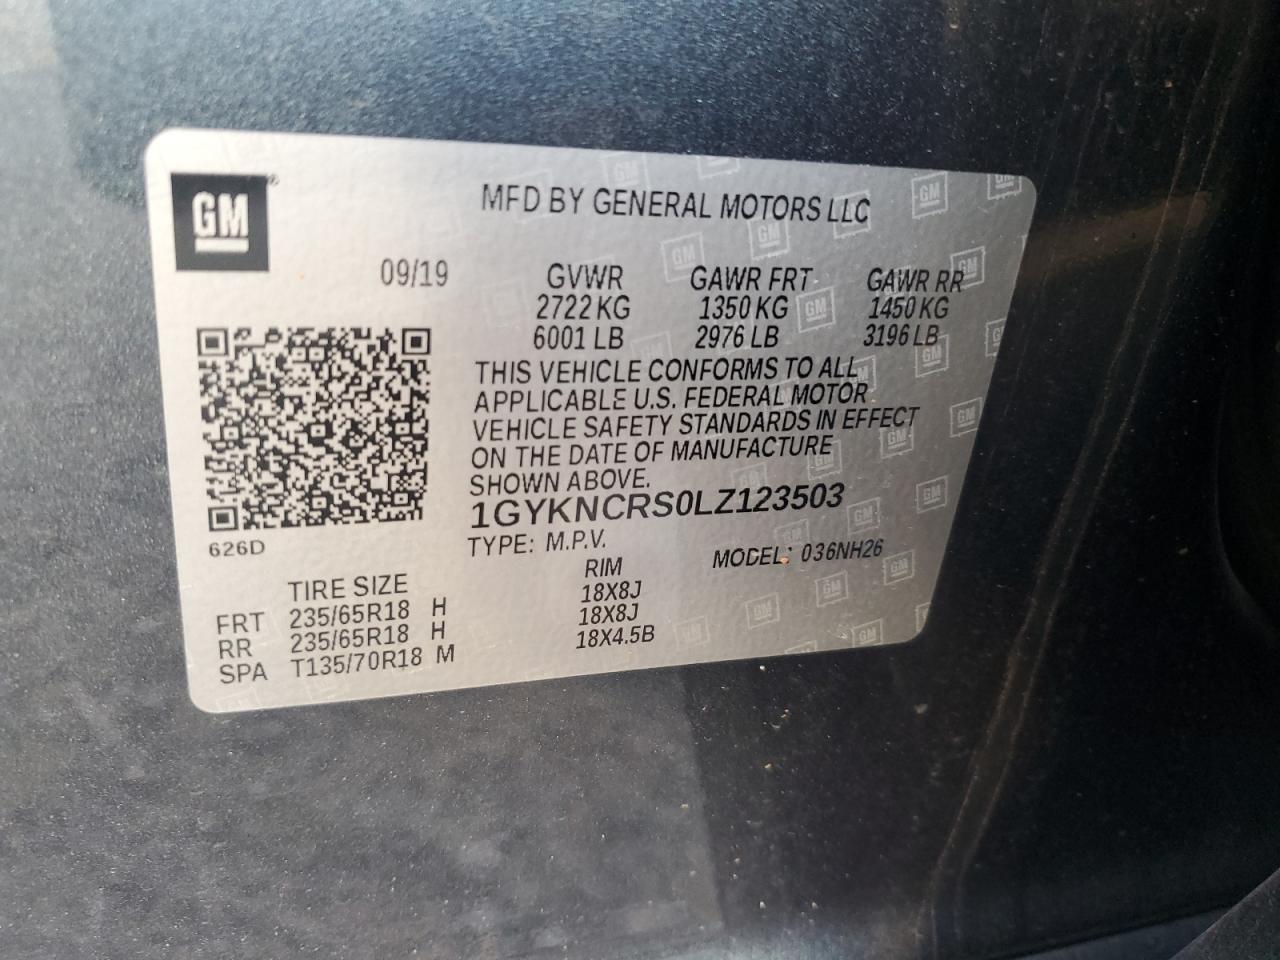 GM
MFD BY GENERAL MOTORS LLC
09/19 GVWR GAWR FRT GAWR RR
2722 KG 1350 KG 1450 KG
6001 LB 2976 LB 3196 LB
THIS VEHICLE CONFORMS TO ALL
APPLICABLE U.S. FEDERAL MOTOR
VEHICLE SAFETY STANDARDS IN EFFECT
ON THE DATE OF MANUFACTURE
SHOWN ABOVE.
1GYKNCRS0LZ123503
626D
TYPE: M.P.V. MODEL: 036NH26
TIRE SIZE RIM
FRT 235/65R18 H 18X8J
RR 235/65R18 H 18X8J
SPA T135/70R18 M 18X4.5B